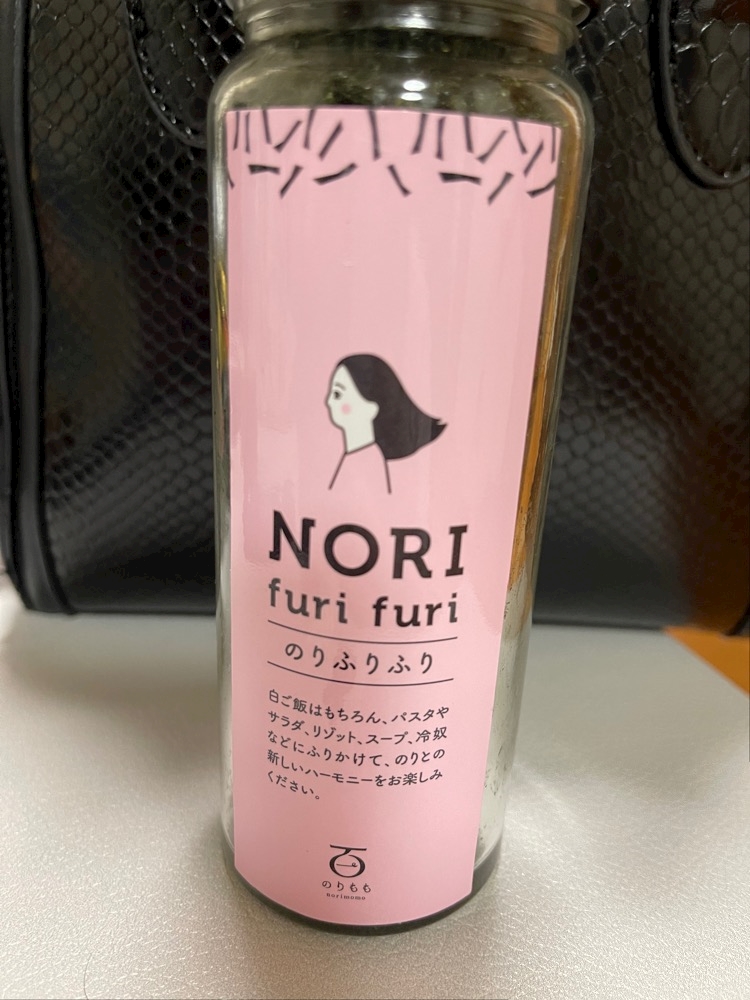 NORI
furi furi
のりふりふり
白ご飯はもちろん、パスタや
サラダ、リゾット、スープ、冷奴
などにふりかけて、のりとの
新しいハーモニーをお楽しみ
ください。
百
のりもも
norimomo